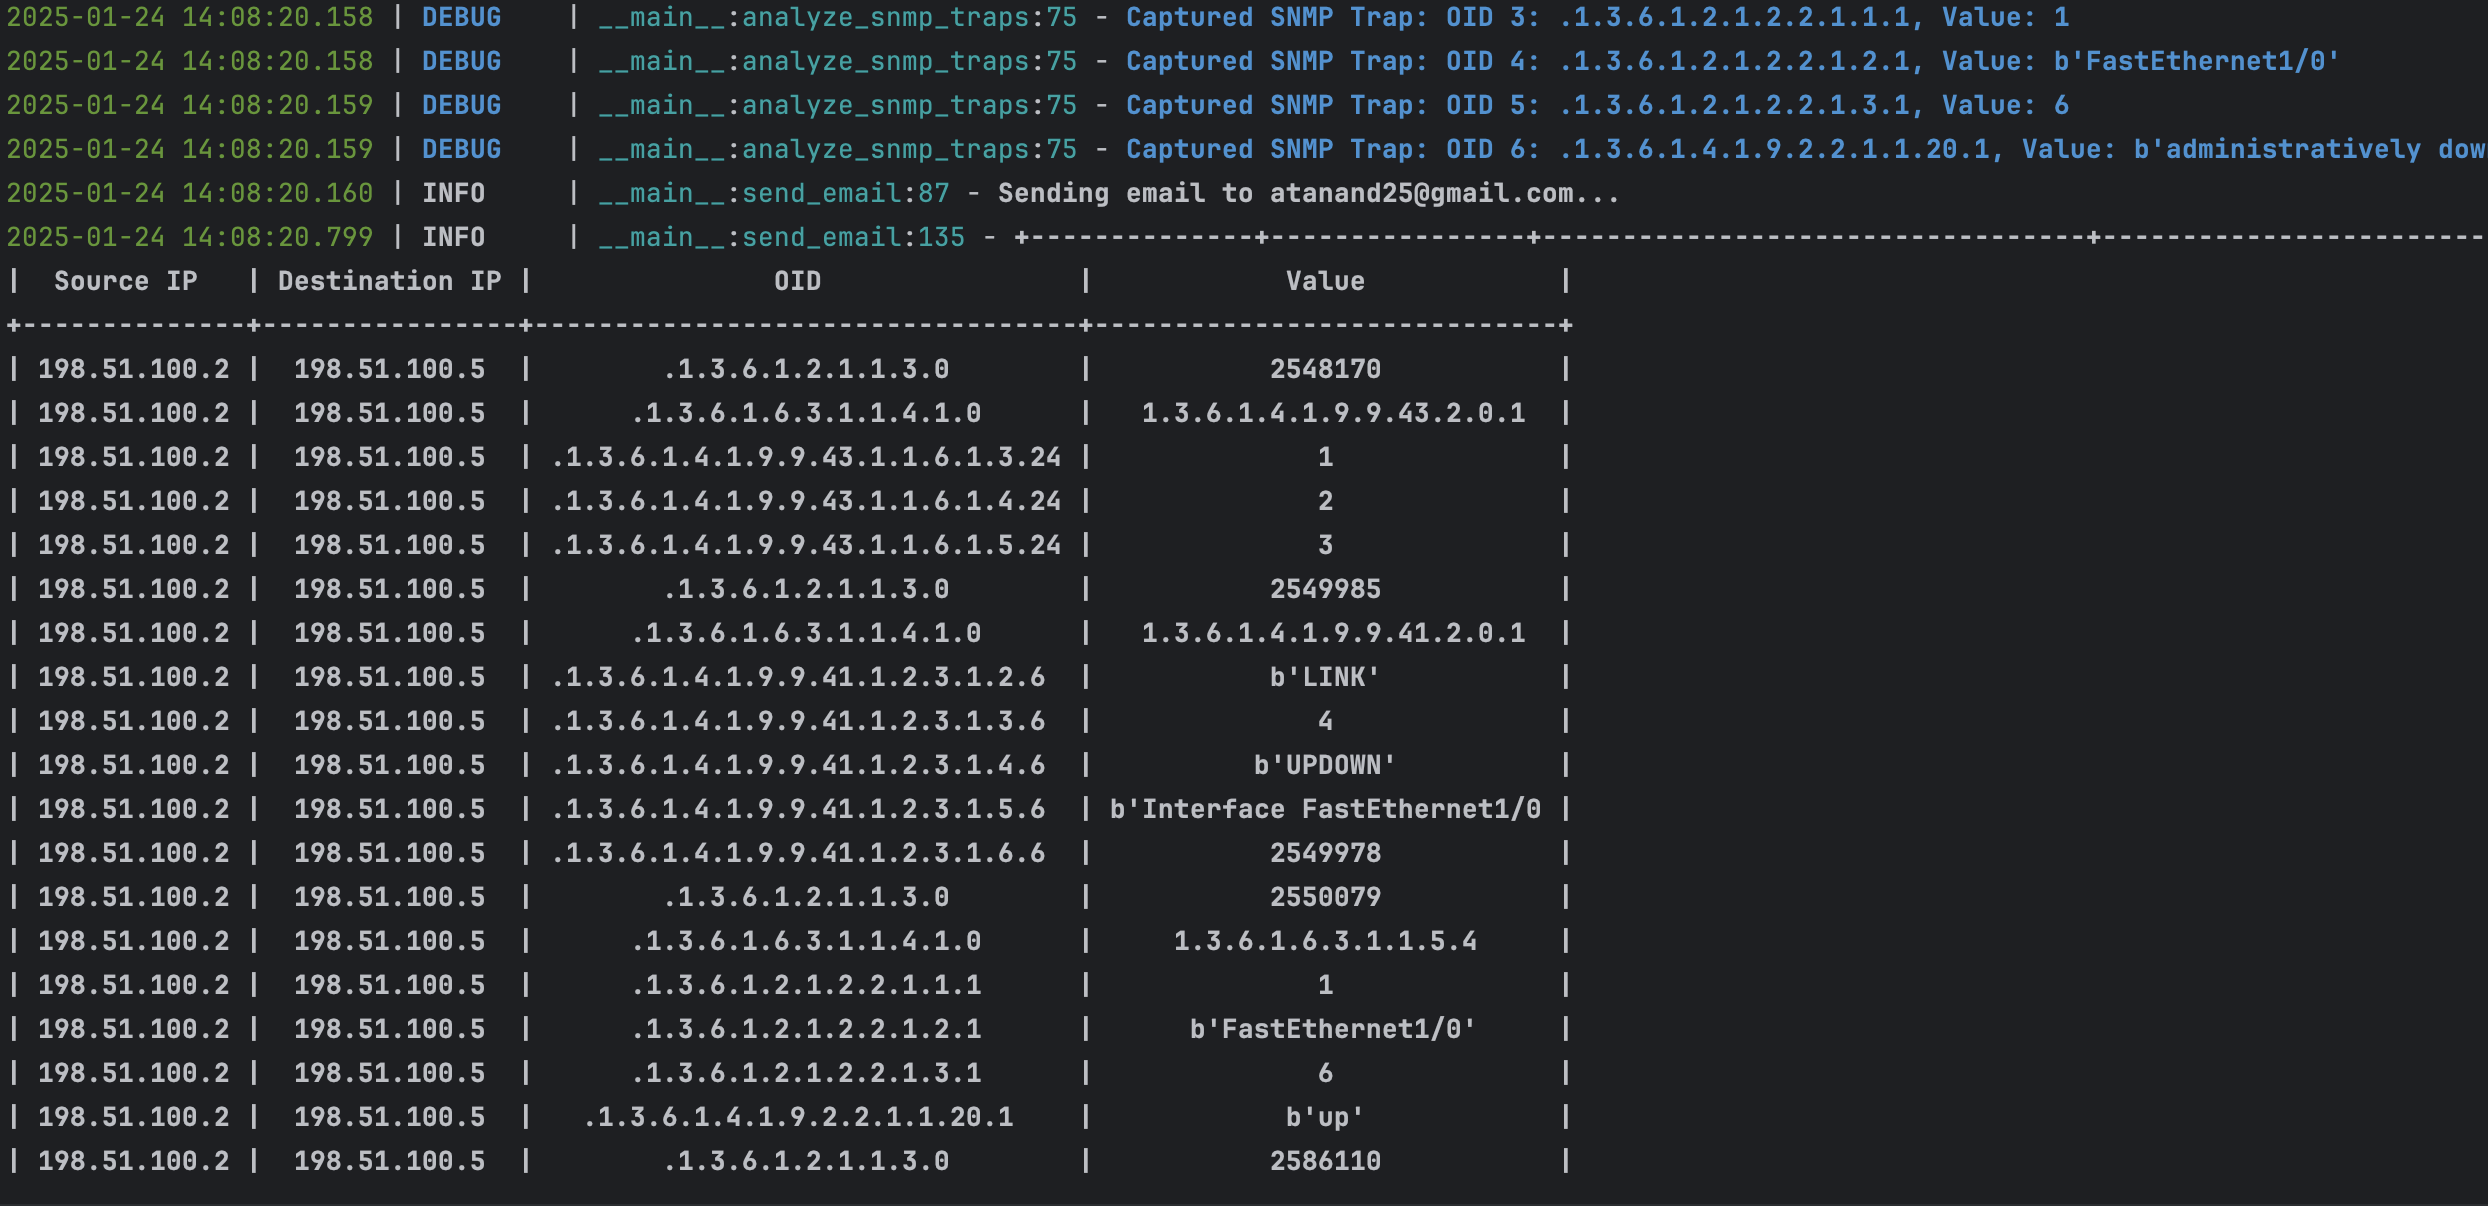 2025-01-24 14:08:20.158 | DEBUG    | __main__:analyze_snmp_traps:75 - Captured SNMP Trap: OID 3: .1.3.6.1.2.1.2.2.1.1.1, Value: 1
2025-01-24 14:08:20.158 | DEBUG    | __main__:analyze_snmp_traps:75 - Captured SNMP Trap: OID 4: .1.3.6.1.2.1.2.2.1.2.1, Value: b'FastEthernet1/0'
2025-01-24 14:08:20.159 | DEBUG    | __main__:analyze_snmp_traps:75 - Captured SNMP Trap: OID 5: .1.3.6.1.2.1.2.2.1.3.1, Value: 6
2025-01-24 14:08:20.159 | DEBUG    | __main__:analyze_snmp_traps:75 - Captured SNMP Trap: OID 6: .1.3.6.1.4.1.9.2.2.1.1.20.1, Value: b'administratively dow
2025-01-24 14:08:20.160 | INFO     | __main__:send_email:87 - Sending email to atanand25@gmail.com...
2025-01-24 14:08:20.799 | INFO     | __main__:send_email:135 - +--------------+----------------+----------------------------------+------------------------
|  Source IP   | Destination IP |               OID                |            Value            |
+--------------+----------------+----------------------------------+-----------------------------+
| 198.51.100.2 |  198.51.100.5  |        .1.3.6.1.2.1.1.3.0        |           2548170           |
| 198.51.100.2 |  198.51.100.5  |      .1.3.6.1.6.3.1.1.4.1.0      |   1.3.6.1.4.1.9.9.43.2.0.1  |
| 198.51.100.2 |  198.51.100.5  | .1.3.6.1.4.1.9.9.43.1.1.6.1.3.24 |              1              |
| 198.51.100.2 |  198.51.100.5  | .1.3.6.1.4.1.9.9.43.1.1.6.1.4.24 |              2              |
| 198.51.100.2 |  198.51.100.5  | .1.3.6.1.4.1.9.9.43.1.1.6.1.5.24 |              3              |
| 198.51.100.2 |  198.51.100.5  |        .1.3.6.1.2.1.1.3.0        |           2549985           |
| 198.51.100.2 |  198.51.100.5  |      .1.3.6.1.6.3.1.1.4.1.0      |   1.3.6.1.4.1.9.9.41.2.0.1  |
| 198.51.100.2 |  198.51.100.5  | .1.3.6.1.4.1.9.9.41.1.2.3.1.2.6  |           b'LINK'           |
| 198.51.100.2 |  198.51.100.5  | .1.3.6.1.4.1.9.9.41.1.2.3.1.3.6  |              4              |
| 198.51.100.2 |  198.51.100.5  | .1.3.6.1.4.1.9.9.41.1.2.3.1.4.6  |          b'UPDOWN'          |
| 198.51.100.2 |  198.51.100.5  | .1.3.6.1.4.1.9.9.41.1.2.3.1.5.6  | b'Interface FastEthernet1/0 |
| 198.51.100.2 |  198.51.100.5  | .1.3.6.1.4.1.9.9.41.1.2.3.1.6.6  |           2549978           |
| 198.51.100.2 |  198.51.100.5  |        .1.3.6.1.2.1.1.3.0        |           2550079           |
| 198.51.100.2 |  198.51.100.5  |      .1.3.6.1.6.3.1.1.4.1.0      |     1.3.6.1.6.3.1.1.5.4     |
| 198.51.100.2 |  198.51.100.5  |      .1.3.6.1.2.1.2.2.1.1.1      |              1              |
| 198.51.100.2 |  198.51.100.5  |      .1.3.6.1.2.1.2.2.1.2.1      |      b'FastEthernet1/0'     |
| 198.51.100.2 |  198.51.100.5  |      .1.3.6.1.2.1.2.2.1.3.1      |              6              |
| 198.51.100.2 |  198.51.100.5  |   .1.3.6.1.4.1.9.2.2.1.1.20.1    |            b'up'            |
| 198.51.100.2 |  198.51.100.5  |        .1.3.6.1.2.1.1.3.0        |           2586110           |